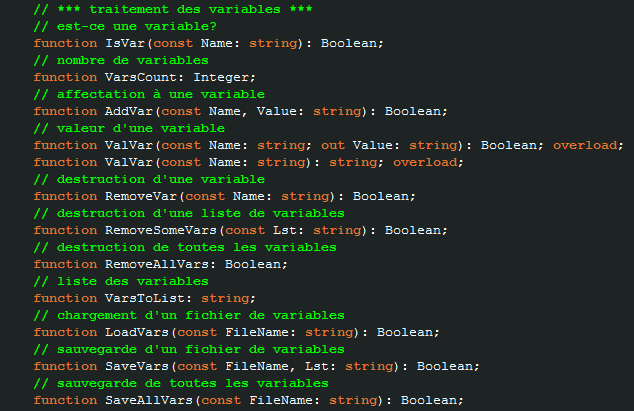 // *** traitement des variables ***
// est-ce une variable?
function IsVar(const Name: string): Boolean;
// nombre de variables
function VarsCount: Integer;
// affectation à une variable
function AddVar(const Name, Value: string): Boolean;
// valeur d'une variable
function ValVar(const Name: string; out Value: string): Boolean; overload;
function ValVar(const Name: string): string; overload;
// destruction d'une variable
function RemoveVar(const Name: string): Boolean;
// destruction d'une liste de variables
function RemoveSomeVars(const Lst: string): Boolean;
// destruction de toutes les variables
function RemoveAllVars: Boolean;
// liste des variables
function VarsToList: string;
// chargement d'un fichier de variables
function LoadVars(const FileName: string): Boolean;
// sauvegarde d'un fichier de variables
function SaveVars(const FileName, Lst: string): Boolean;
// sauvegarde de toutes les variables
function SaveAllVars(const FileName: string): Boolean;